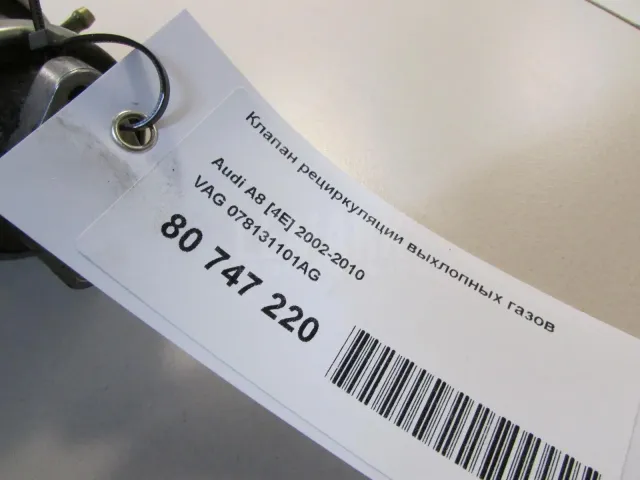 Клапан рециркуляции выхлопных газов
Audi A8 [4E] 2002-2010
VAG 078131101AG
80 747 220